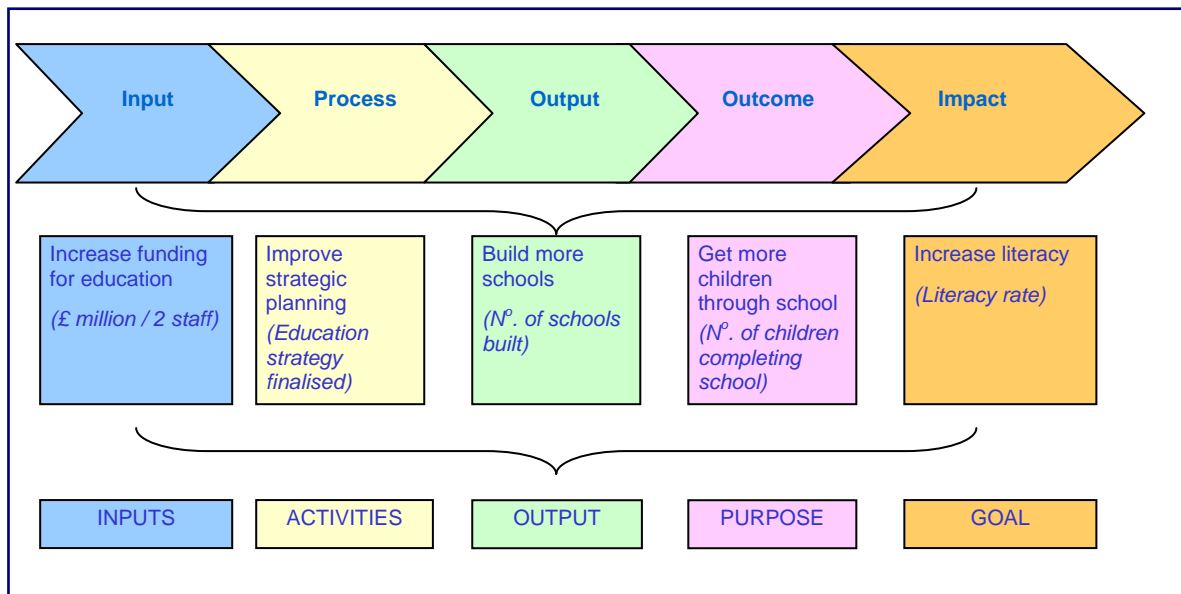 Input
Process
Output
Outcome
Impact
Increase funding
for education
(£ million / 2 staff)
Improve
strategic
planning
(Education
strategy
finalised)
Build more
schools
(Nº. of schools
built)
Get more
children
through school
(Nº. of children
completing
school)
Increase literacy
(Literacy rate)
INPUTS
ACTIVITIES
OUTPUT
PURPOSE
GOAL